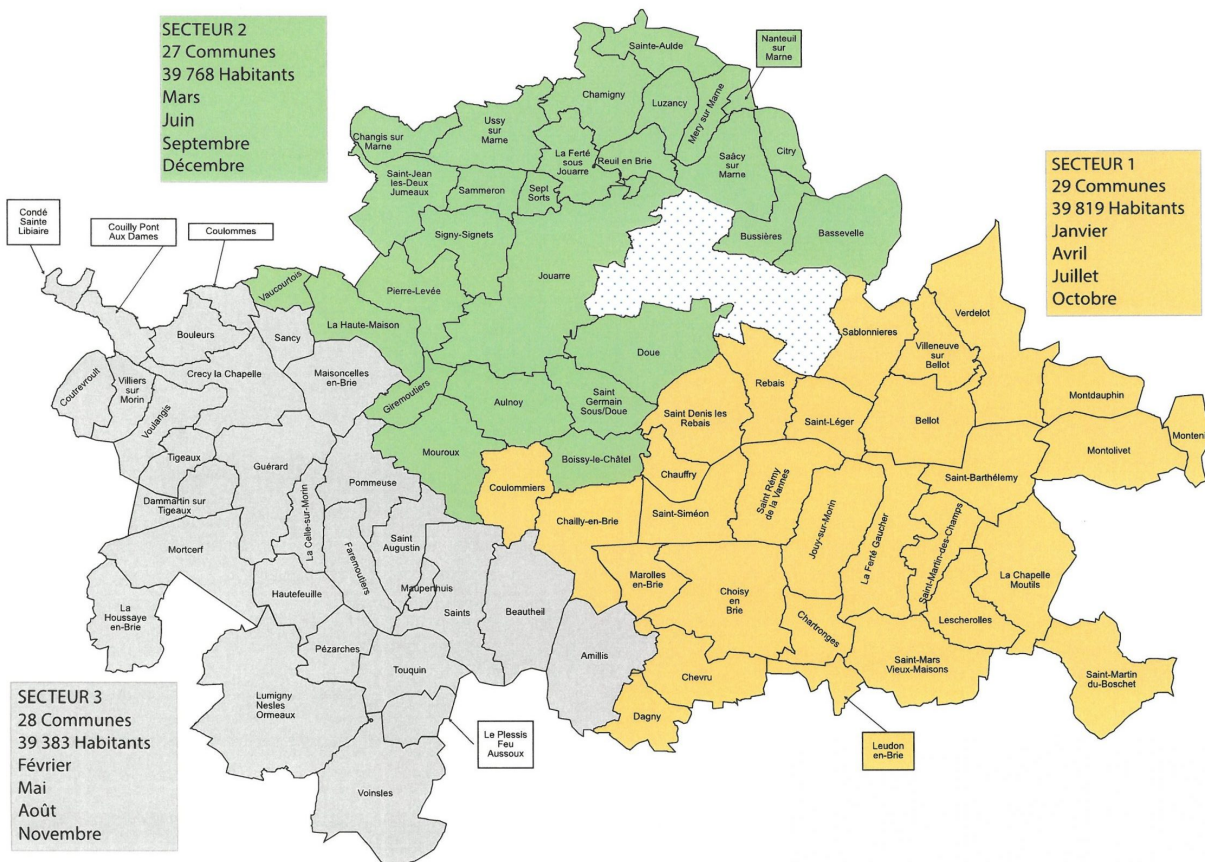 SECTEUR 2
27 Communes
39 768 Habitants
Mars
Juin
Septembre
Décembre
Nanteuil
sur
Marne
Sainte-Aulde
Chamigny
Luzancy
Mery sur Marne
Ussy
sur
Marne
Changis sur
Marne
La Ferté
sous
Jouarre
Reuil en Brie
Saâcy
sur
Marne
Citry
Saint-Jean
les-Deux
Jumeaux
Sammeron
Sept
Sorts
Signy-Signets
Bussières
Bassevelle
Jouarre
Pierre-Levée
Vaucourtois
La Haute-Maison
Doue
Giremoutiers
Aulnoy
Saint
Germain
Sous/Doue
Mouroux
Boissy-le-Châtel
SECTEUR 1
29 Communes
39 819 Habitants
Janvier
Avril
Juillet
Octobre
Verdelot
Sablonnieres
Villeneuve
sur
Bellot
Rebais
Montdauphin
Saint Denis les
Rebais
Saint-Léger
Bellot
Montolivet
Monteni
Coulommiers
Chauffry
Saint-Barthélemy
Saint Rémy
de la Vannes
Saint-Siméon
Chailly-en-Brie
Jouy-sur-Morin
La Ferté Gaucher
Saint-Martin-des-Champs
La Chapelle
Moutils
Marolles
en-Brie
Choisy
en
Brie
Chartronges
Lescherolles
Chevru
Saint-Mars
Vieux-Maisons
Saint-Martin
du-Boschet
Dagny
Leudon
en-Brie
Condé
Sainte
Libiaire
Couilly Pont
Aux Dames
Coulommes
Bouleurs
Sancy
Crecy la Chapelle
Maisoncelles
en-Brie
Coutrevroult
Villiers
sur
Morin
Voulangis
Tigeaux
Guérard
Pommeuse
Dammartin sur
Tigeaux
La Celle-sur-Morin
Mortcerf
Faremoutiers
Saint
Augustin
Mauperthuis
Hautefeuille
Saints
Beautheil
La
Houssaye
en-Brie
Pézarches
Touquin
Amillis
Lumigny
Nesles
Ormeaux
Le Plessis
Feu
Aussoux
Voinsles
SECTEUR 3
28 Communes
39 383 Habitants
Février
Mai
Août
Novembre